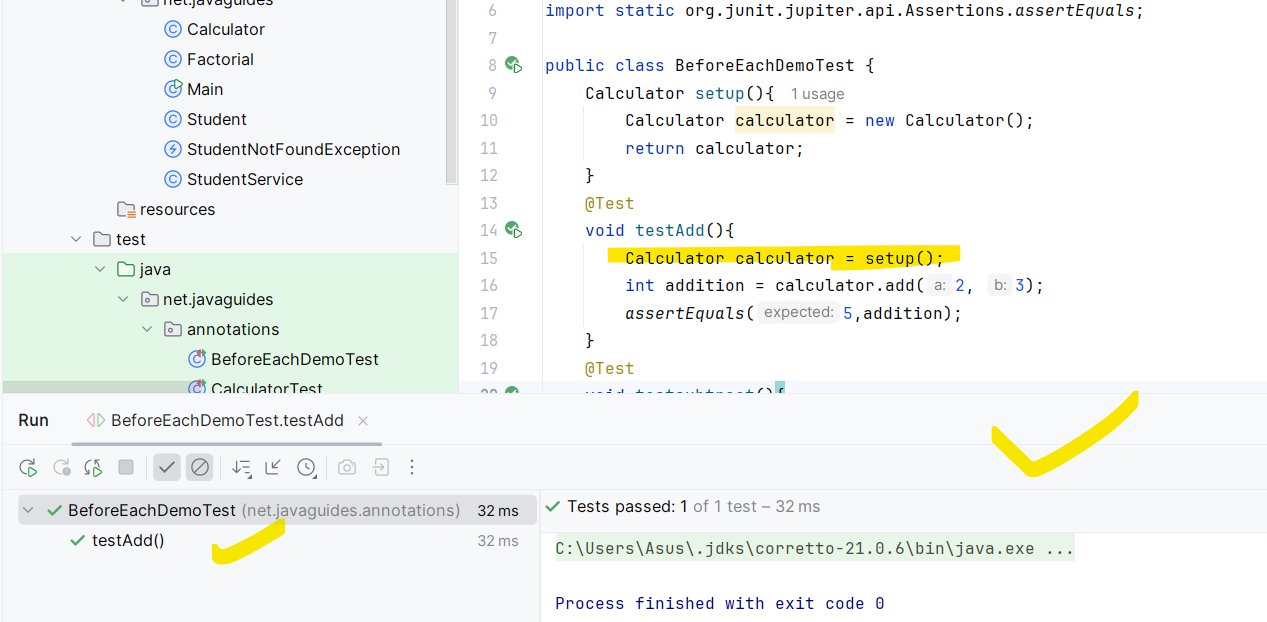 net.javaguides
Calculator
Factorial
Main
Student
StudentNotFoundException
StudentService
resources
test
java
net.javaguides
annotations
BeforeEachDemoTest
CalculatorTest
6 import static org.junit.jupiter.api.Assertions.assertEquals;
7
8 public class BeforeEachDemoTest {
9 Calculator setup(){ 1 usage
10 Calculator calculator = new Calculator();
11 return calculator;
12 }
13 @Test
14 void testAdd(){
15 Calculator calculator = setup();
16 int addition = calculator.add( a: 2, b: 3);
17 assertEquals( expected: 5,addition);
18 }
19 @Test
Run BeforeEachDemoTest.testAdd
BeforeEachDemoTest (net.javaguides.annotations) 32 ms
testAdd() 32 ms
Tests passed: 1 of 1 test – 32 ms
C:\Users\Asus\.jdks\corretto-21.0.6\bin\java.exe ...
Process finished with exit code 0